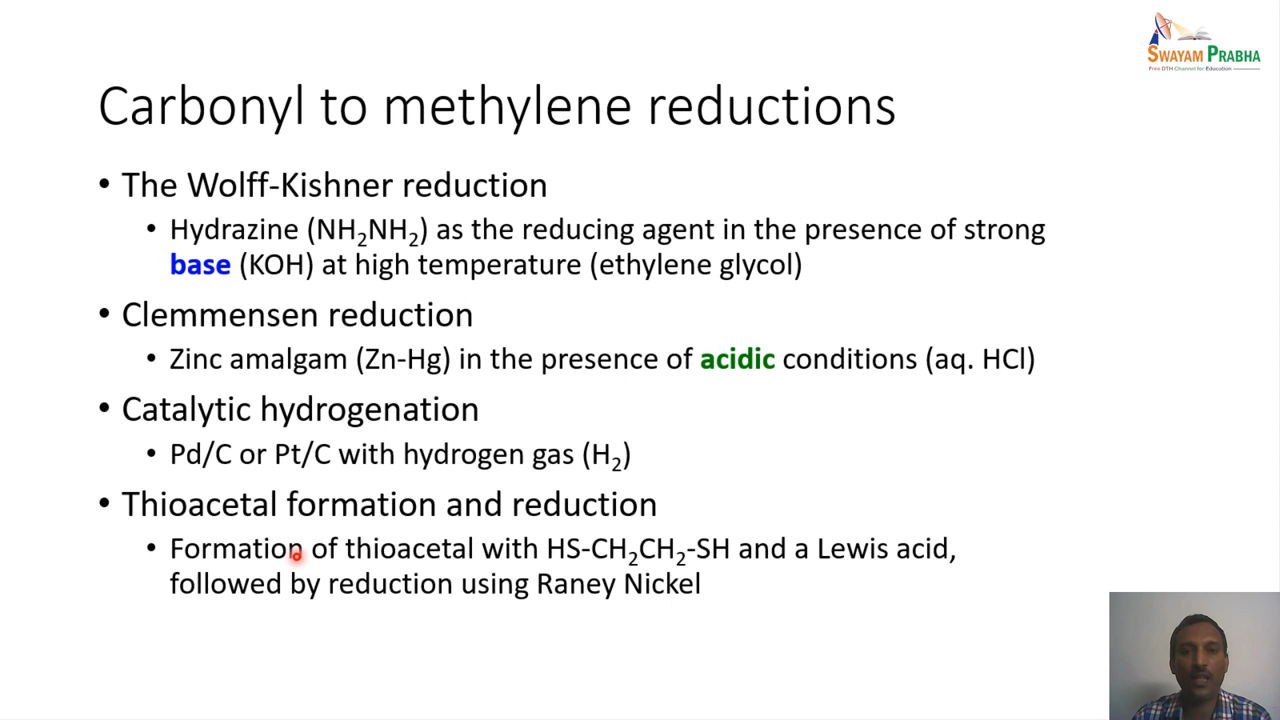 SWAYAM PRABHA
Free DTH Channel for Education
Carbonyl to methylene reductions
• The Wolff-Kishner reduction
• Hydrazine (NH₂NH₂) as the reducing agent in the presence of strong
base (KOH) at high temperature (ethylene glycol)
• Clemmensen reduction
• Zinc amalgam (Zn-Hg) in the presence of acidic conditions (aq. HCl)
• Catalytic hydrogenation
• Pd/C or Pt/C with hydrogen gas (H₂)
• Thioacetal formation and reduction
• Formation of thioacetal with HS-CH₂CH₂-SH and a Lewis acid,
followed by reduction using Raney Nickel